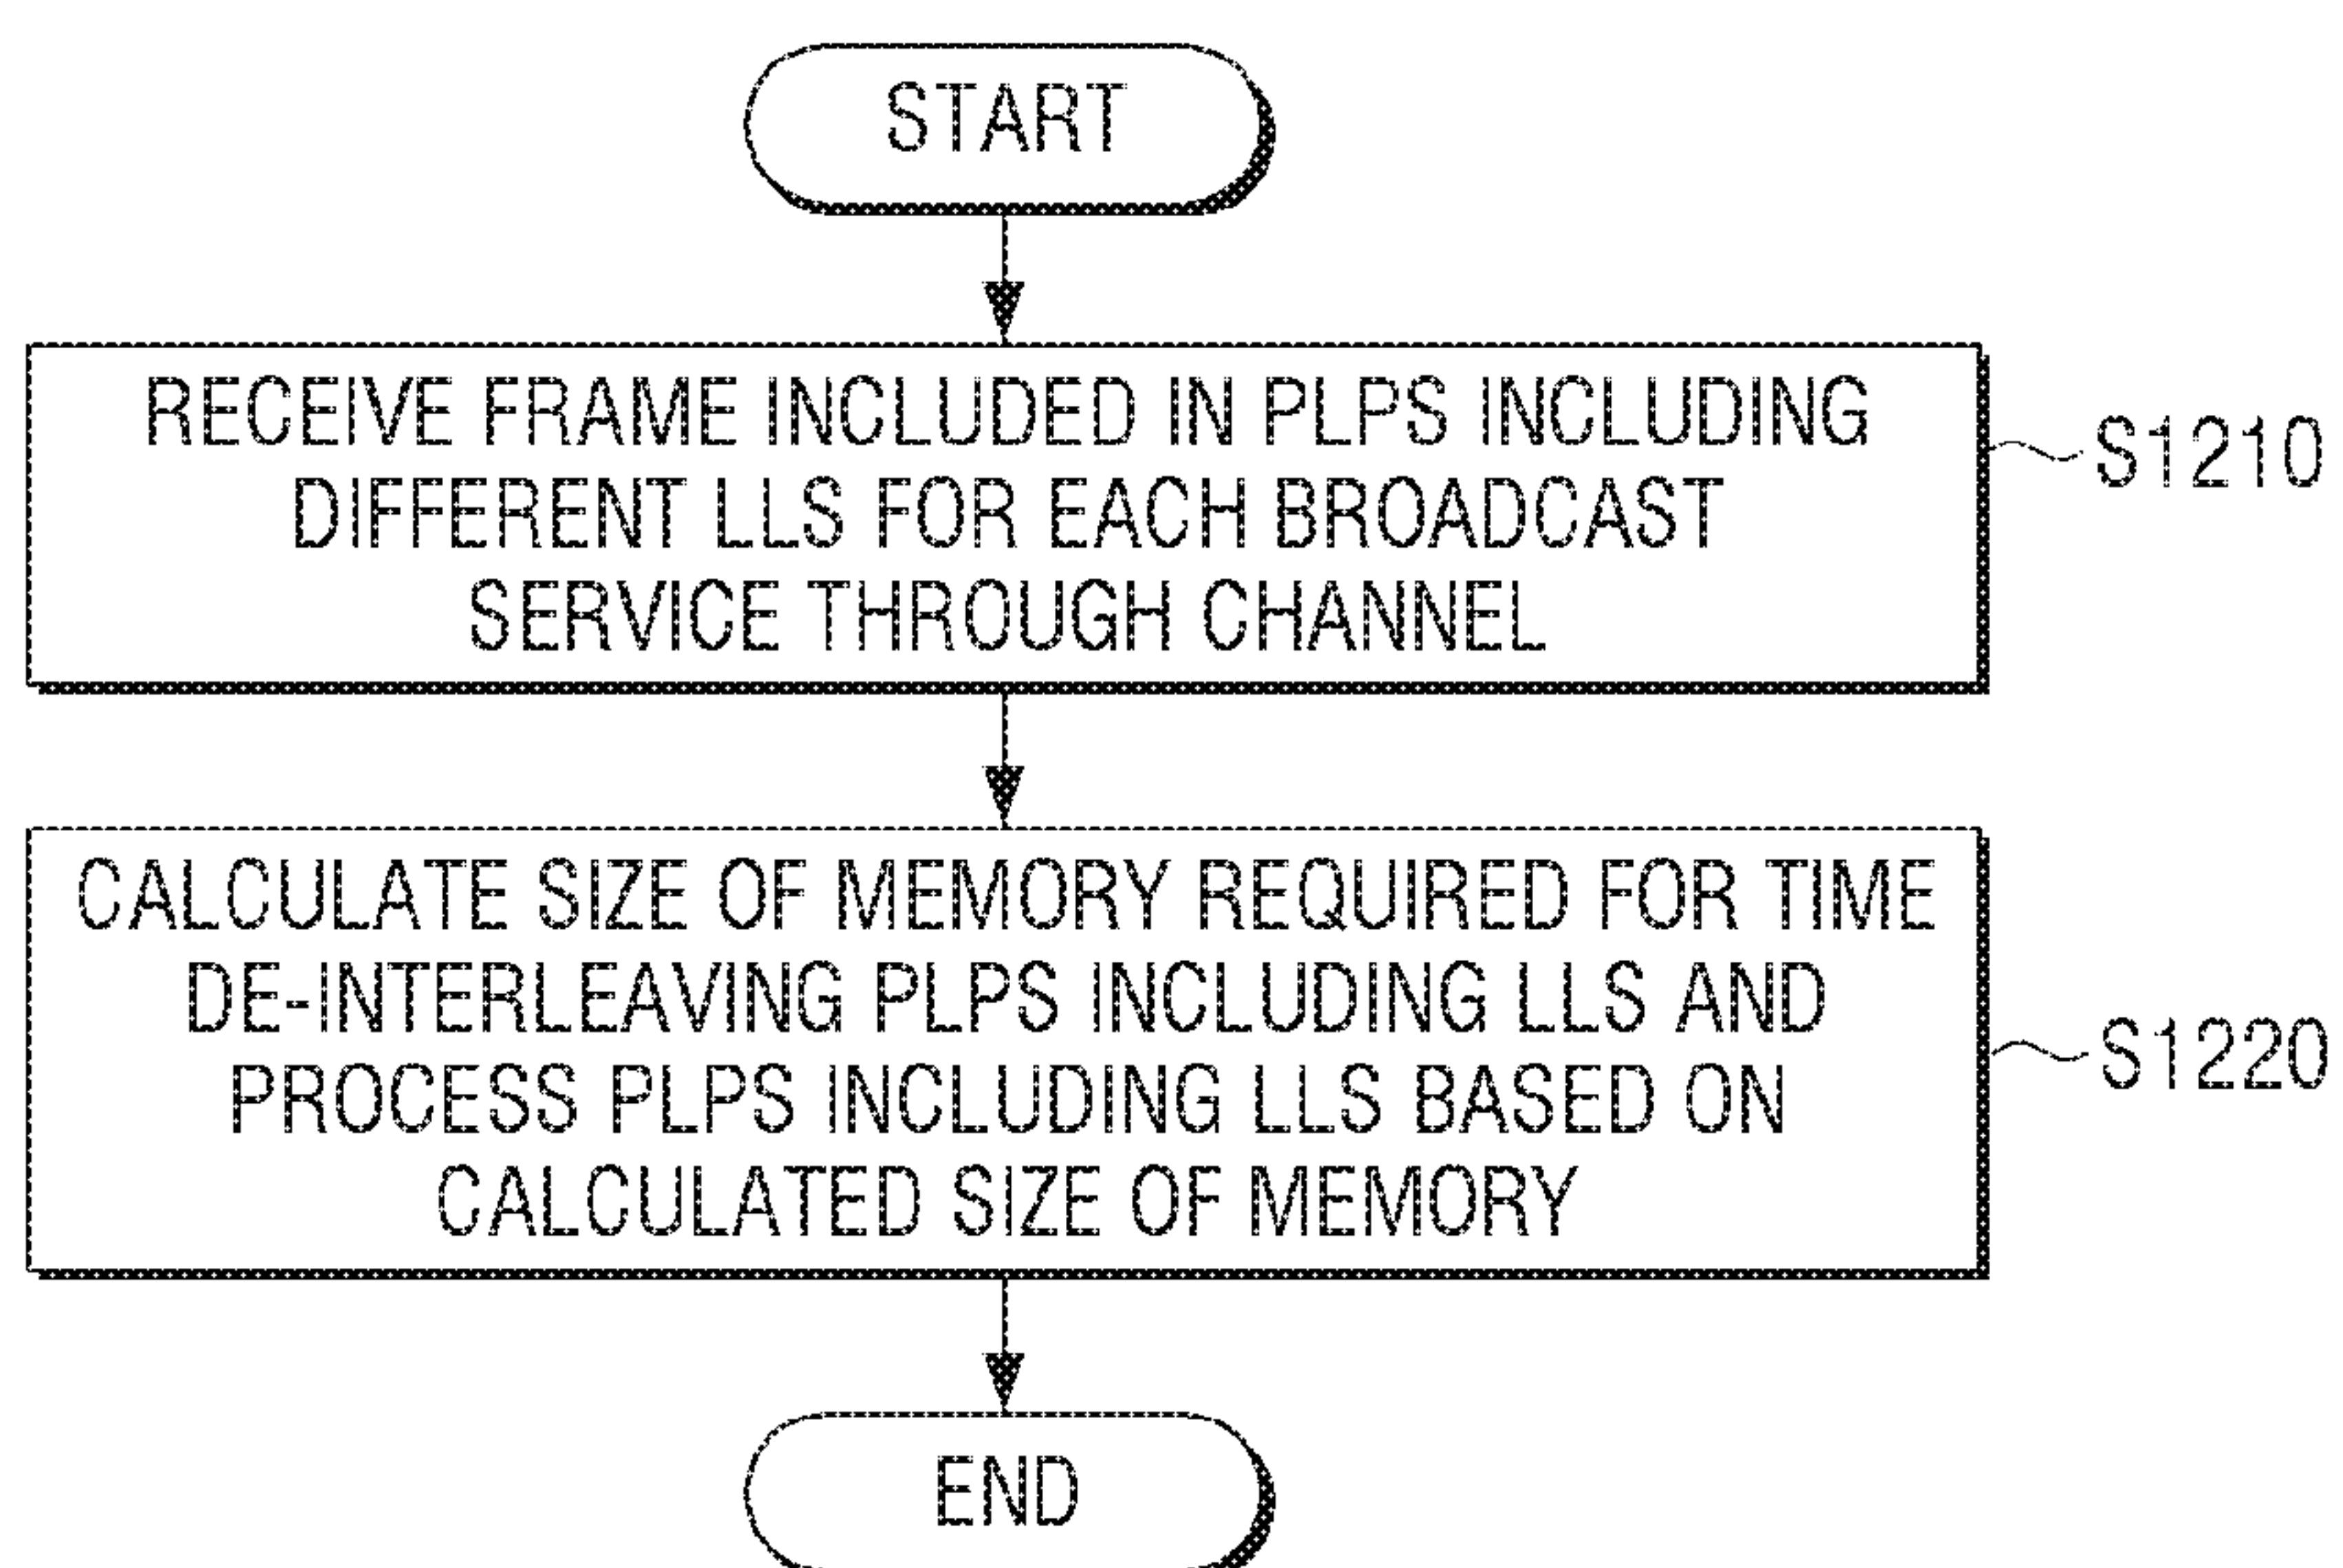 START
RECEIVE FRAME INCLUDED IN PLPS INCLUDING
DIFFERENT LLS FOR EACH BROADCAST
SERVICE THROUGH CHANNEL
S1210
CALCULATE SIZE OF MEMORY REQUIRED FOR TIME
DE-INTERLEAVING PLPS INCLUDING LLS AND
PROCESS PLPS INCLUDING LLS BASED ON
CALCULATED SIZE OF MEMORY
S1220
END